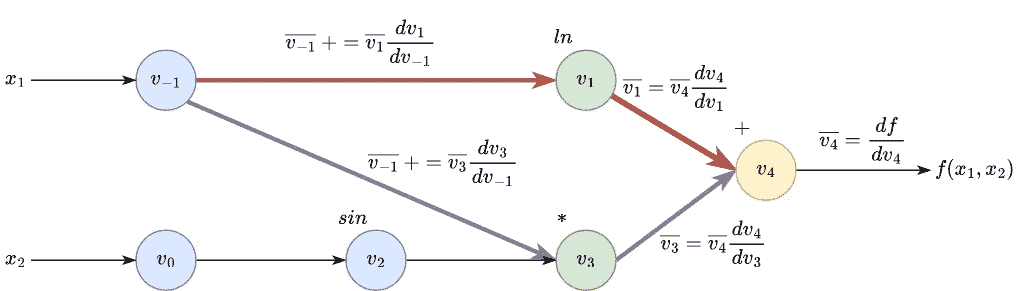 ln
\overline{v_{-1}} + = \overline{v_1} \frac{dv_1}{dv_{-1}}
x_1
v_{-1}
v_1
\overline{v_1} = \overline{v_4} \frac{dv_4}{dv_1}
+
\overline{v_4} = \frac{df}{dv_4}
\overline{v_{-1}} + = \overline{v_3} \frac{dv_3}{dv_{-1}}
v_4
f(x_1, x_2)
sin
*
\overline{v_3} = \overline{v_4} \frac{dv_4}{dv_3}
x_2
v_0
v_2
v_3